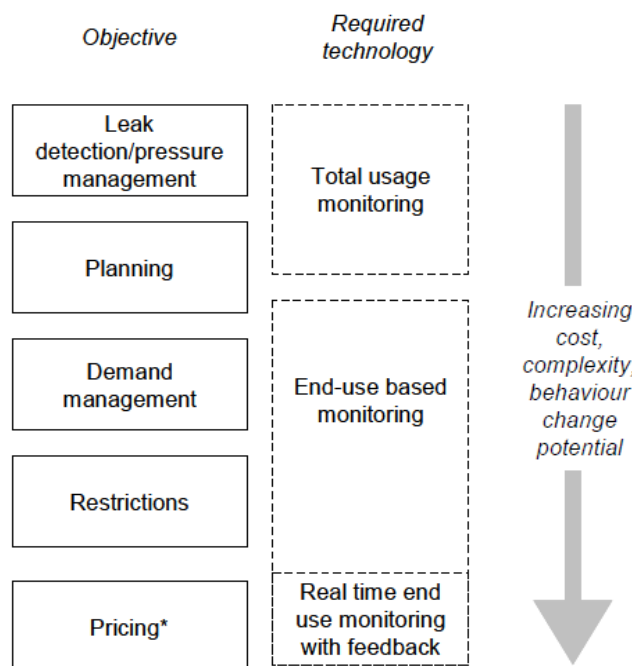 Objective
Required
technology
Leak
detection/pressure
management
Total usage
monitoring
Planning
Demand
management
End-use based
monitoring
Restrictions
Pricing*
Real time end
use monitoring
with feedback
Increasing
cost,
complexity,
behaviour
change
potential